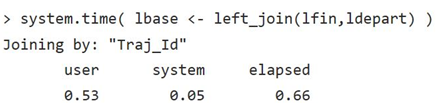 > system.time( lbase <- left_join(lfin,ldepart) )
Joining by: "Traj_Id"
user system elapsed
0.53 0.05 0.66